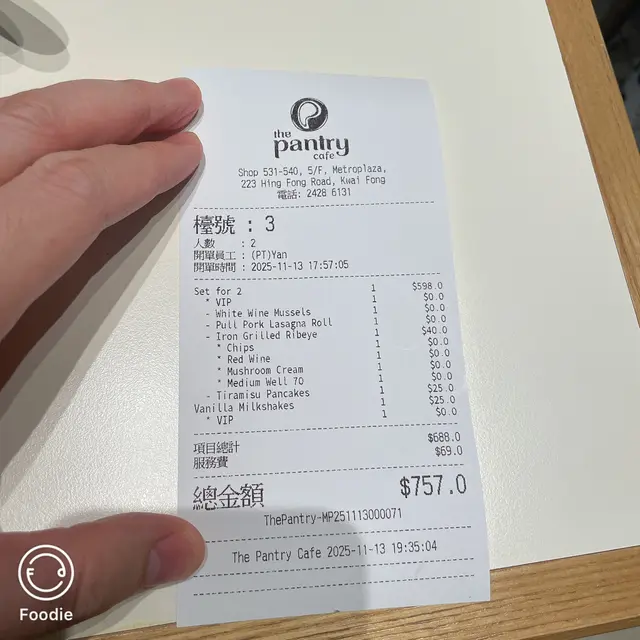 the
pantry
cafe
Shop 531-540, 5/F, Metroplaza,
223 Hing Fong Road, Kwai Fong
電話: 2428 6131
檯號 : 3
人數 : 2
開單員工 : (PT)Yan
開單時間 : 2025-11-13 17:57:05
Set for 2 1 $598.0
* VIP 1 $0.0
- White Wine Mussels 1 $0.0
- Pull Pork Lasagna Roll 1 $0.0
- Iron Grilled Ribeye 1 $40.0
* Chips 1 $0.0
* Red Wine 1 $0.0
* Mushroom Cream 1 $0.0
* Medium Well 70 1 $0.0
- Tiramisu Pancakes 1 $25.0
Vanilla Milkshakes 1 $25.0
* VIP 1 $0.0
項目總計 $688.0
服務費 $69.0
總金額 $757.0
ThePantry-MP251113000071
The Pantry Cafe 2025-11-13 19:35:04
Foodie